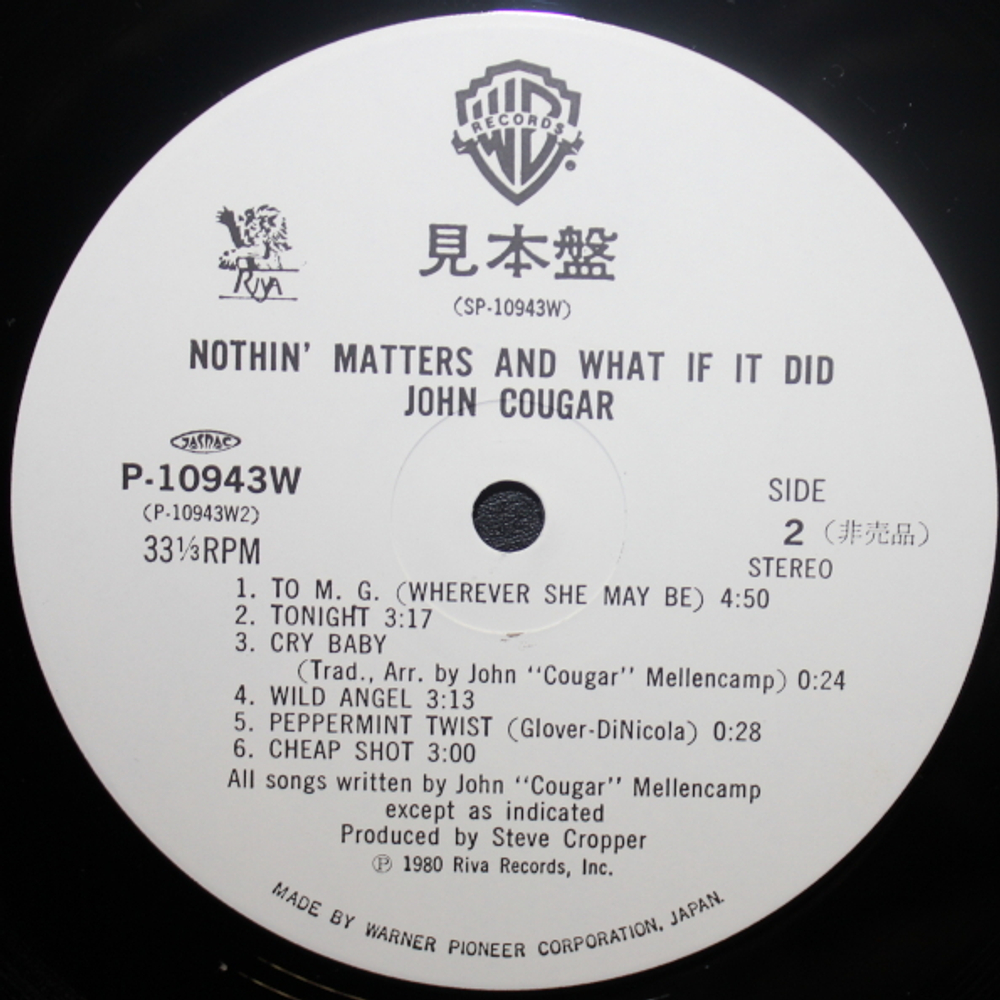 WB
RECORDS
RIVA
見本盤
(SP-10943W)
NOTHIN' MATTERS AND WHAT IF IT DID
JOHN COUGAR
JASRAC
P-10943W
(P-10943W2)
33⅓RPM
SIDE
2 (非売品)
STEREO
1. TO M. G. (WHEREVER SHE MAY BE) 4:50
2. TONIGHT 3:17
3. CRY BABY
(Trad., Arr. by John "Cougar" Mellencamp) 0:24
4. WILD ANGEL 3:13
5. PEPPERMINT TWIST (Glover-DiNicola) 0:28
6. CHEAP SHOT 3:00
All songs written by John "Cougar" Mellencamp
except as indicated
Produced by Steve Cropper
Ⓟ 1980 Riva Records, Inc.
MADE BY WARNER PIONEER CORPORATION, JAPAN.